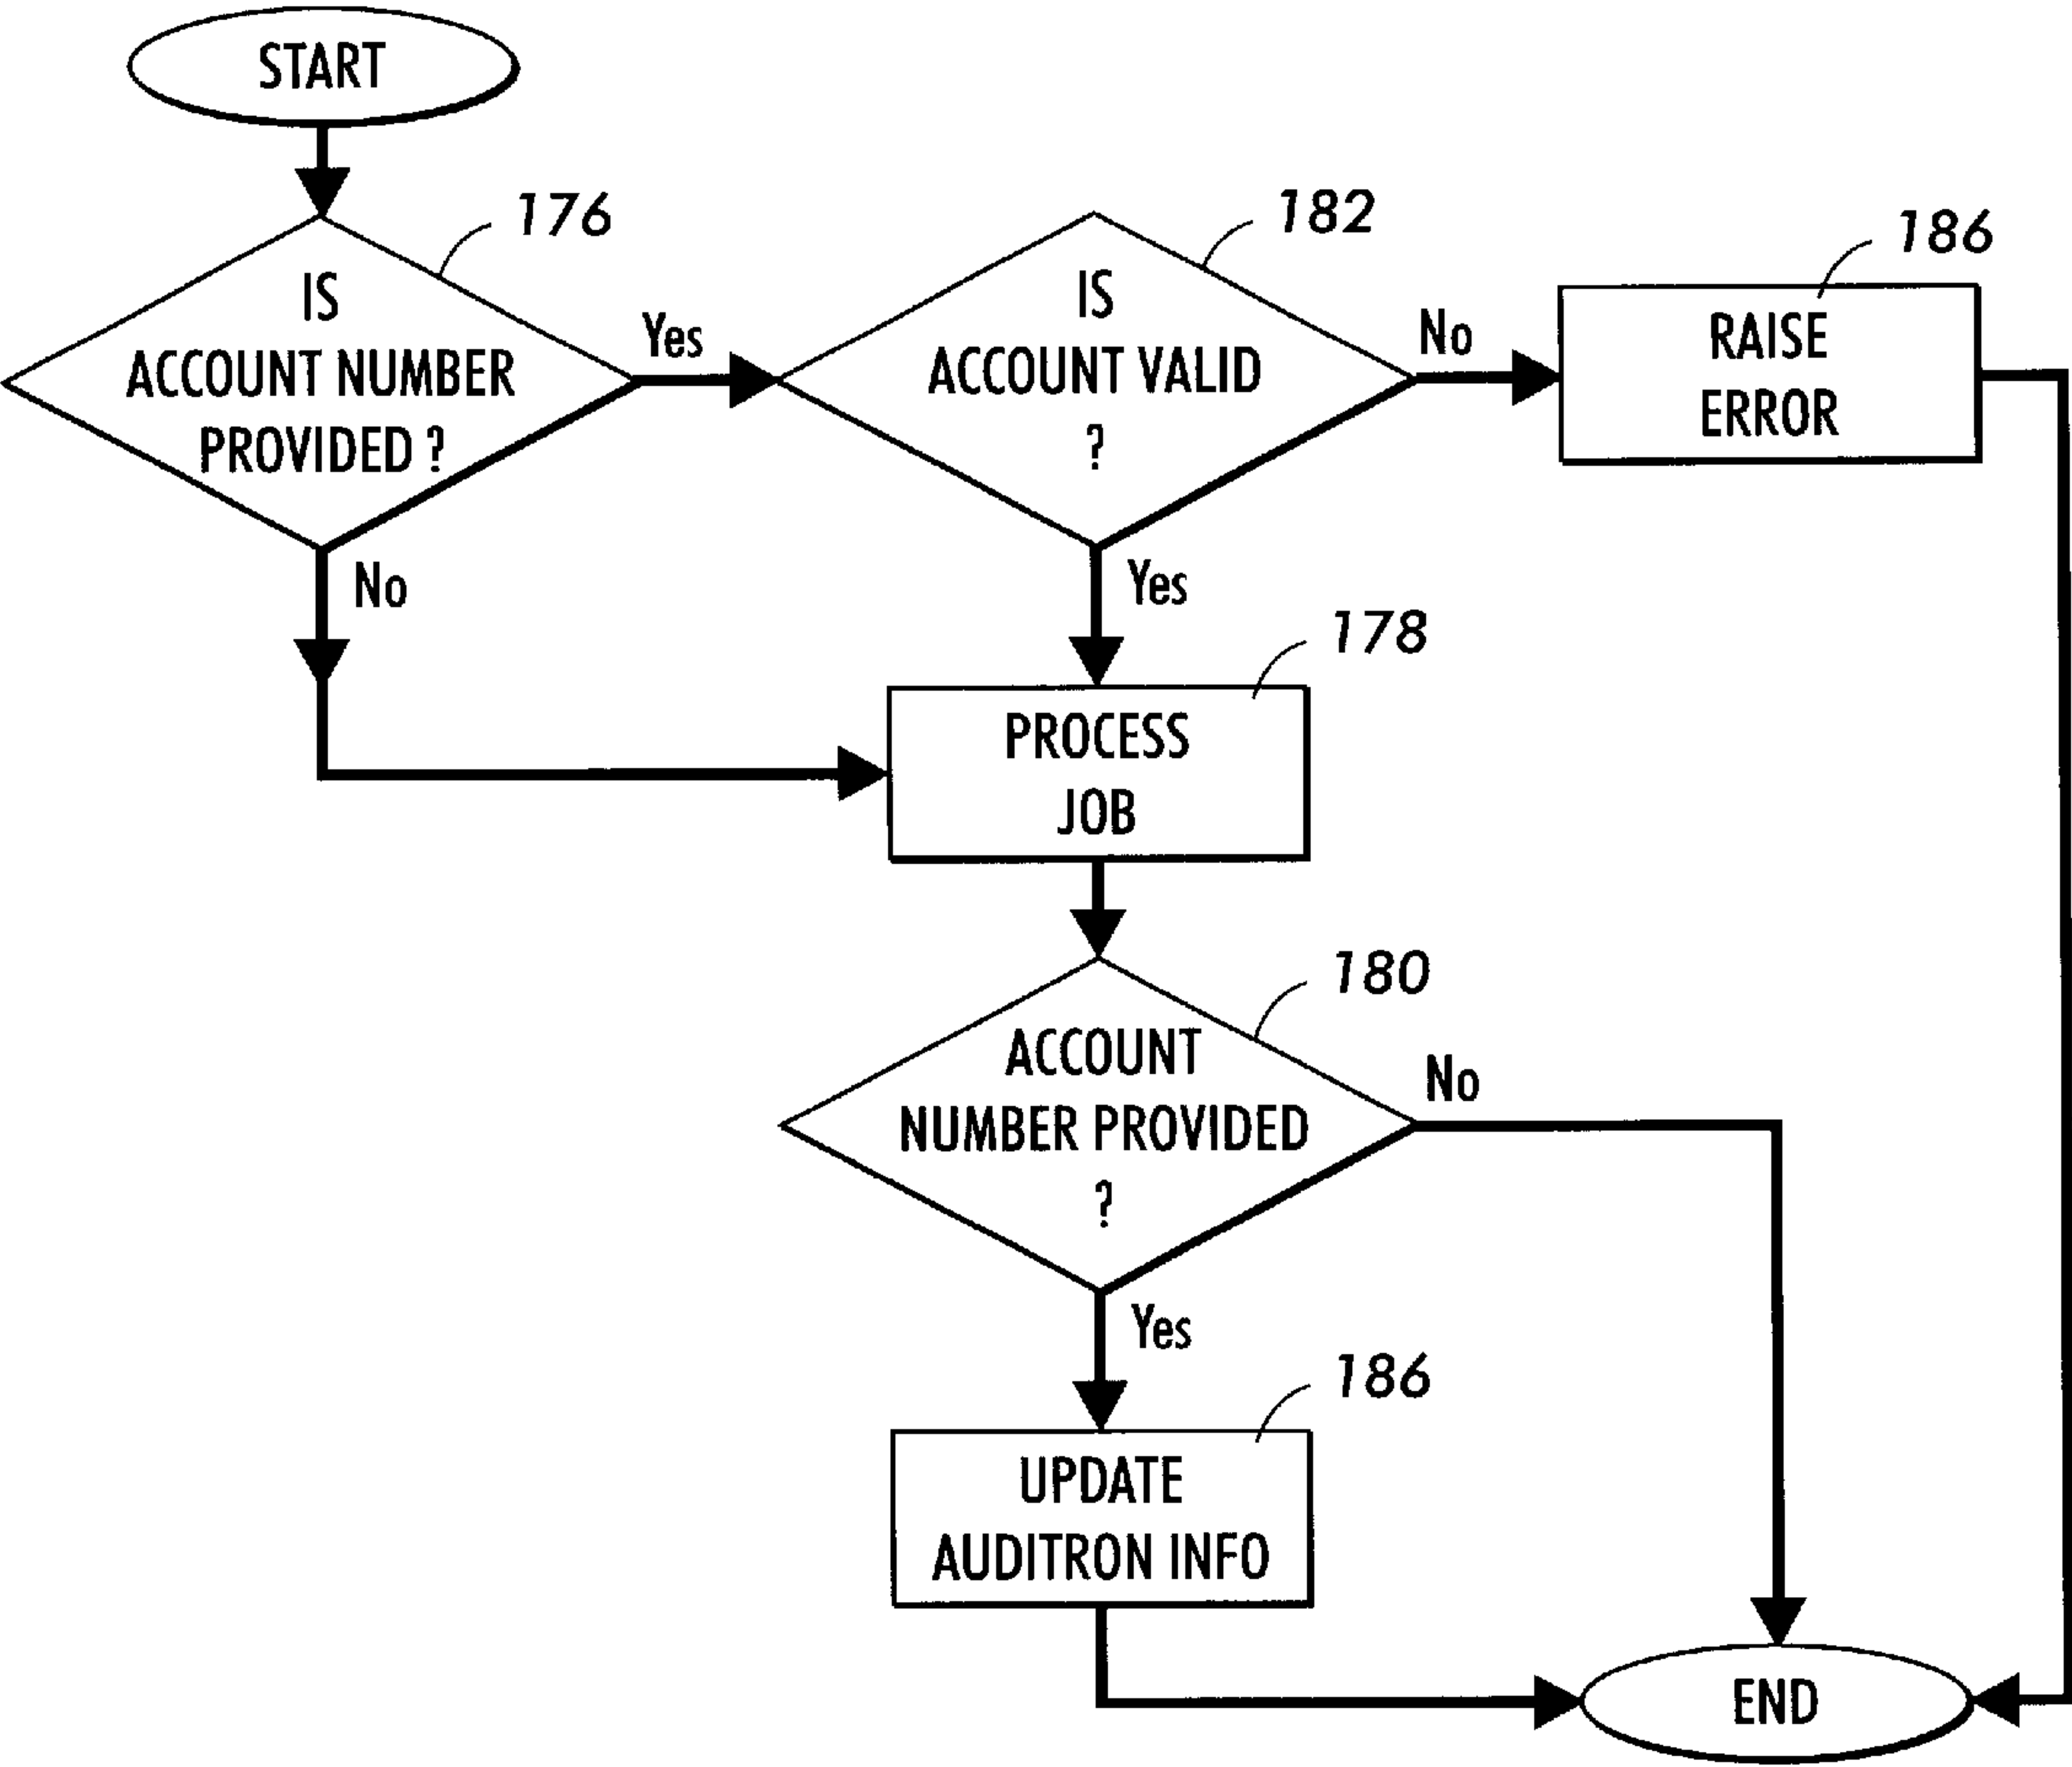 START
176
IS
ACCOUNT NUMBER
PROVIDED ?
Yes
No
182
IS
ACCOUNT VALID
?
No
Yes
186
RAISE
ERROR
178
PROCESS
JOB
180
ACCOUNT
NUMBER PROVIDED
?
No
Yes
186
UPDATE
AUDITRON INFO
END